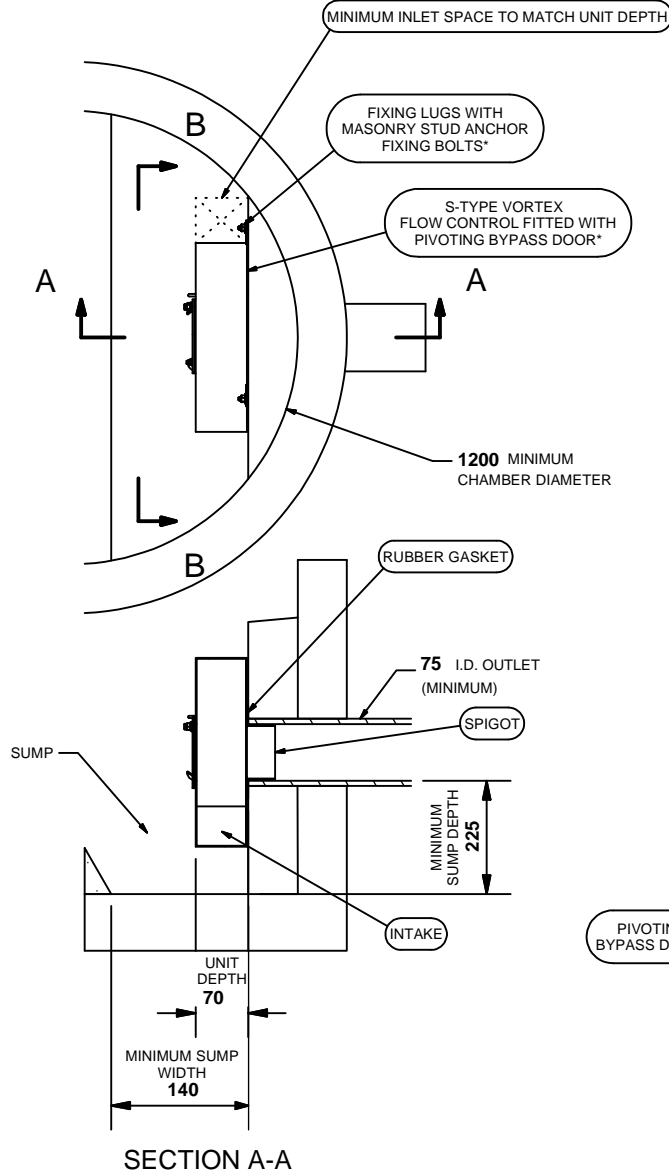 MINIMUM INLET SPACE TO MATCH UNIT DEPTH
B
FIXING LUGS WITH
MASONRY STUD ANCHOR
FIXING BOLTS*
S-TYPE VORTEX
FLOW CONTROL FITTED WITH
PIVOTING BYPASS DOOR*
A
A
1200 MINIMUM
CHAMBER DIAMETER
B
RUBBER GASKET
75 I.D. OUTLET
(MINIMUM)
SPIGOT
SUMP
MINIMUM
SUMP DEPTH
225
INTAKE
BYPASS D
UNIT
DEPTH
70
MINIMUM SUMP
WIDTH
140
SECTION A-A